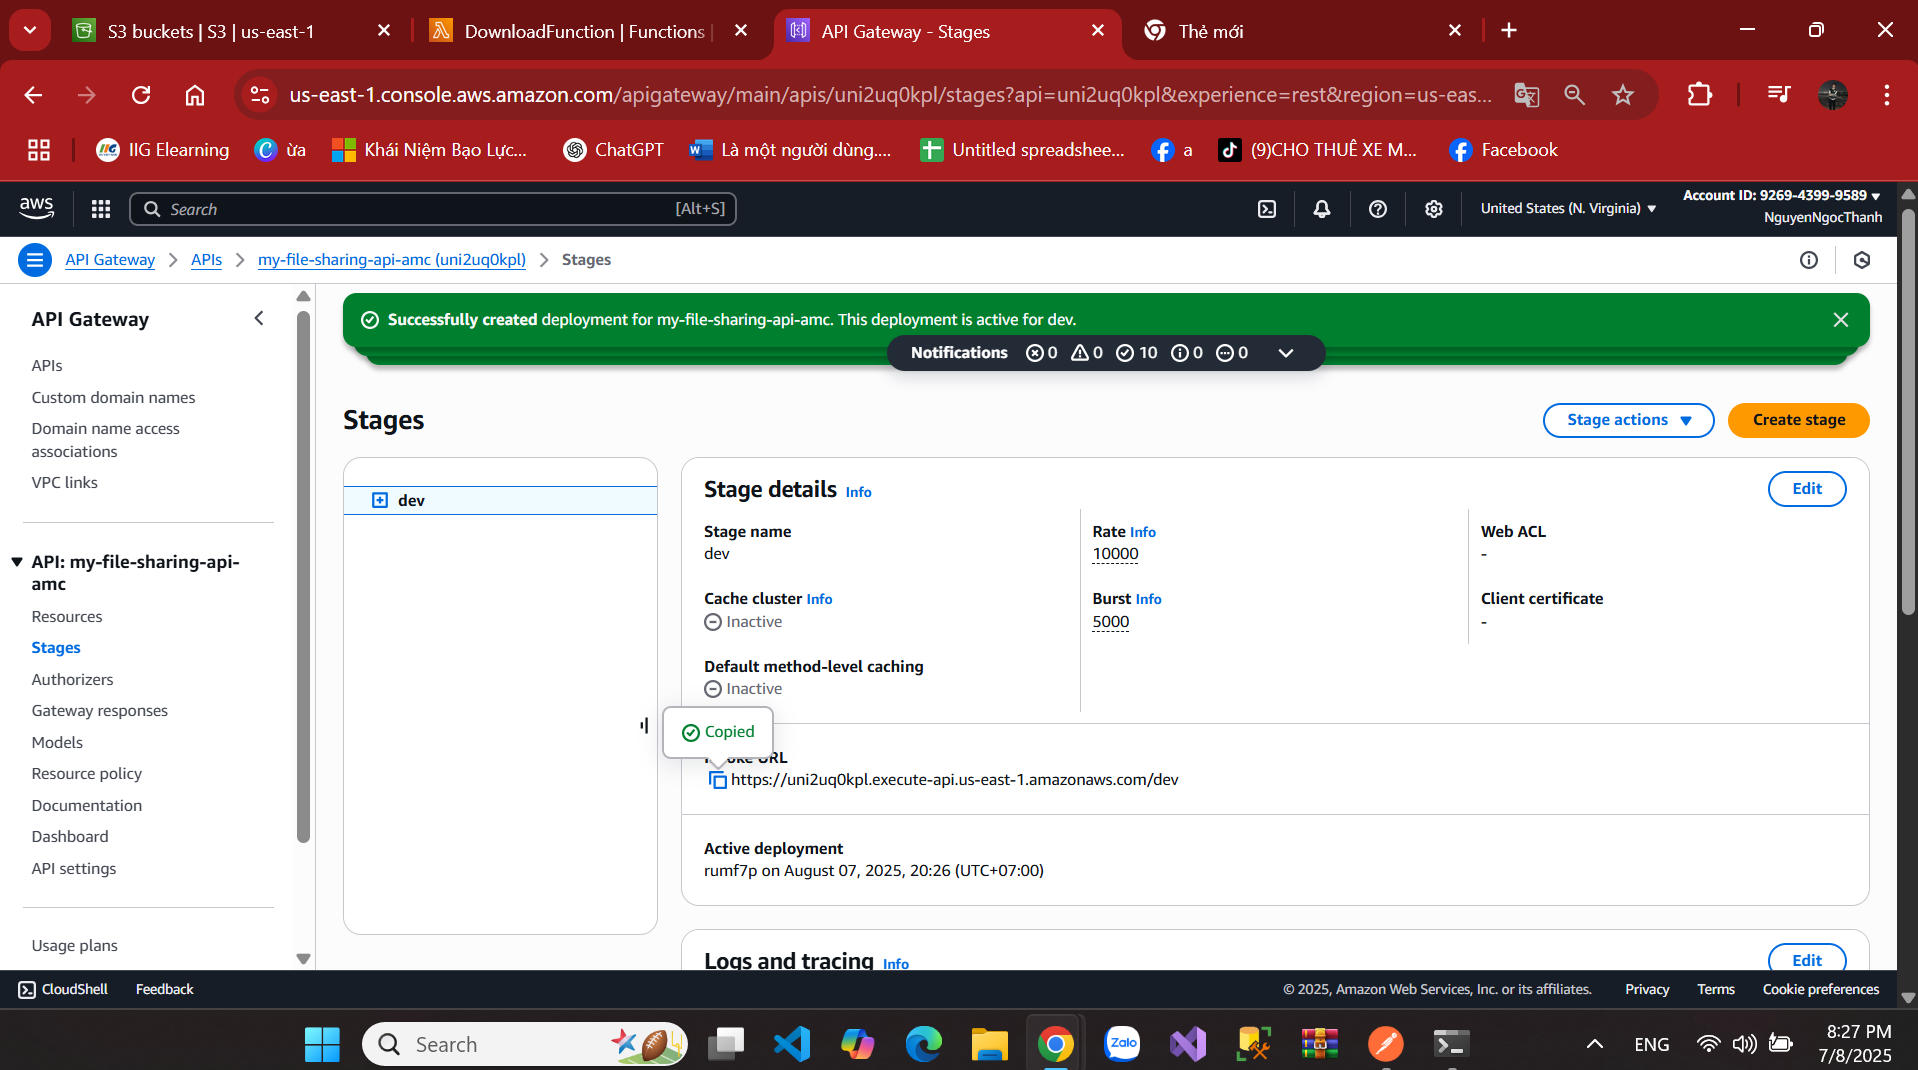 S3 buckets | S3 | us-east-1
DownloadFunction | Functions |
API Gateway - Stages
Thẻ mới
us-east-1.console.aws.amazon.com/apigateway/main/apis/uni2uq0kpl/stages?api=uni2uq0kpl&experience=rest&region=us-eas...
IIG Elearning
ừa
Khái Niệm Bạo Lực...
ChatGPT
Là một người dùng....
Untitled spreadshee...
a
(9)CHO THUÊ XE M...
Facebook
aws
Search
[Alt+S]
United States (N. Virginia)
Account ID: 9269-4399-9589
NguyenNgocThanh
API Gateway
APIs
my-file-sharing-api-amc (uni2uq0kpl)
Stages
API Gateway
APIs
Custom domain names
Domain name access
associations
VPC links
API: my-file-sharing-api-
amc
Resources
Stages
Authorizers
Gateway responses
Models
Resource policy
Documentation
Dashboard
API settings
Usage plans
Successfully created deployment for my-file-sharing-api-amc. This deployment is active for dev.
Notifications 0 0 10 0 0
Stages
Stage actions
Create stage
dev
Stage details Info
Edit
Stage name
dev
Rate Info
10000
Web ACL
-
Cache cluster Info
Inactive
Burst Info
5000
Client certificate
-
Default method-level caching
Inactive
Copied
URL
https://uni2uq0kpl.execute-api.us-east-1.amazonaws.com/dev
Active deployment
rumf7p on August 07, 2025, 20:26 (UTC+07:00)
Logs and tracing Info
Edit
CloudShell
Feedback
© 2025, Amazon Web Services, Inc. or its affiliates.
Privacy
Terms
Cookie preferences
Search
Zalo
ENG
8:27 PM
7/8/2025